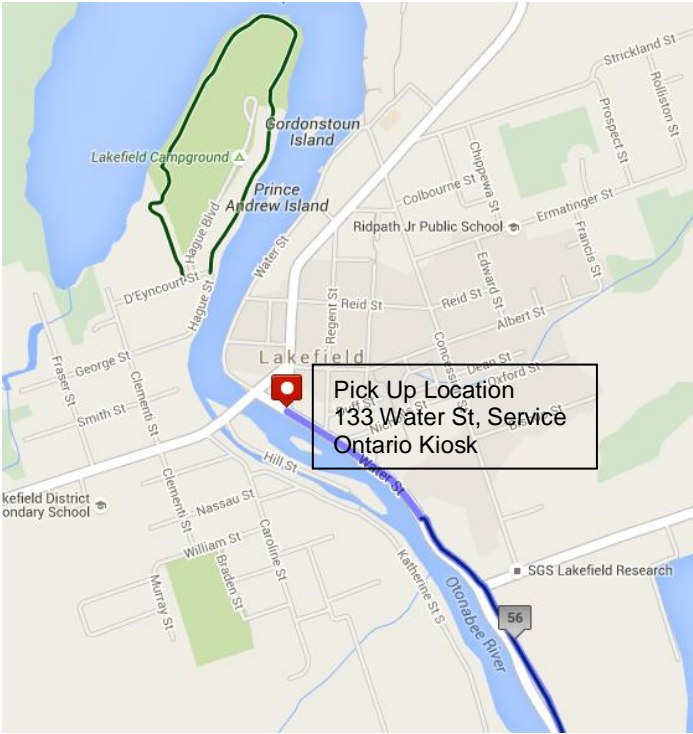 Strickland St
Rolliston St
Prospect St
Gordonstoun
Island
Lakefield Campground
Chippewa St
Colbourne St
Prince
Andrew Island
Ermatinger St
Hague Blvd
Ridpath Jr Public School
Water St
Francis St
Edward St
D'Eyncourt St
Hague St
Regent St
Reid St
Reid St
Albert St
George St
Lakefield
Fraser St
Clementi St
Dean St
Oxford St
Pick Up Location
133 Water St, Service
Ontario Kiosk
Smith St
Hill St
Water St
kefield District
ondary School
Nassau St
Clementi St
William St
Caroline St
Braden St
Murray St
Katherine St S
Otonabee River
SGS Lakefield Research
56